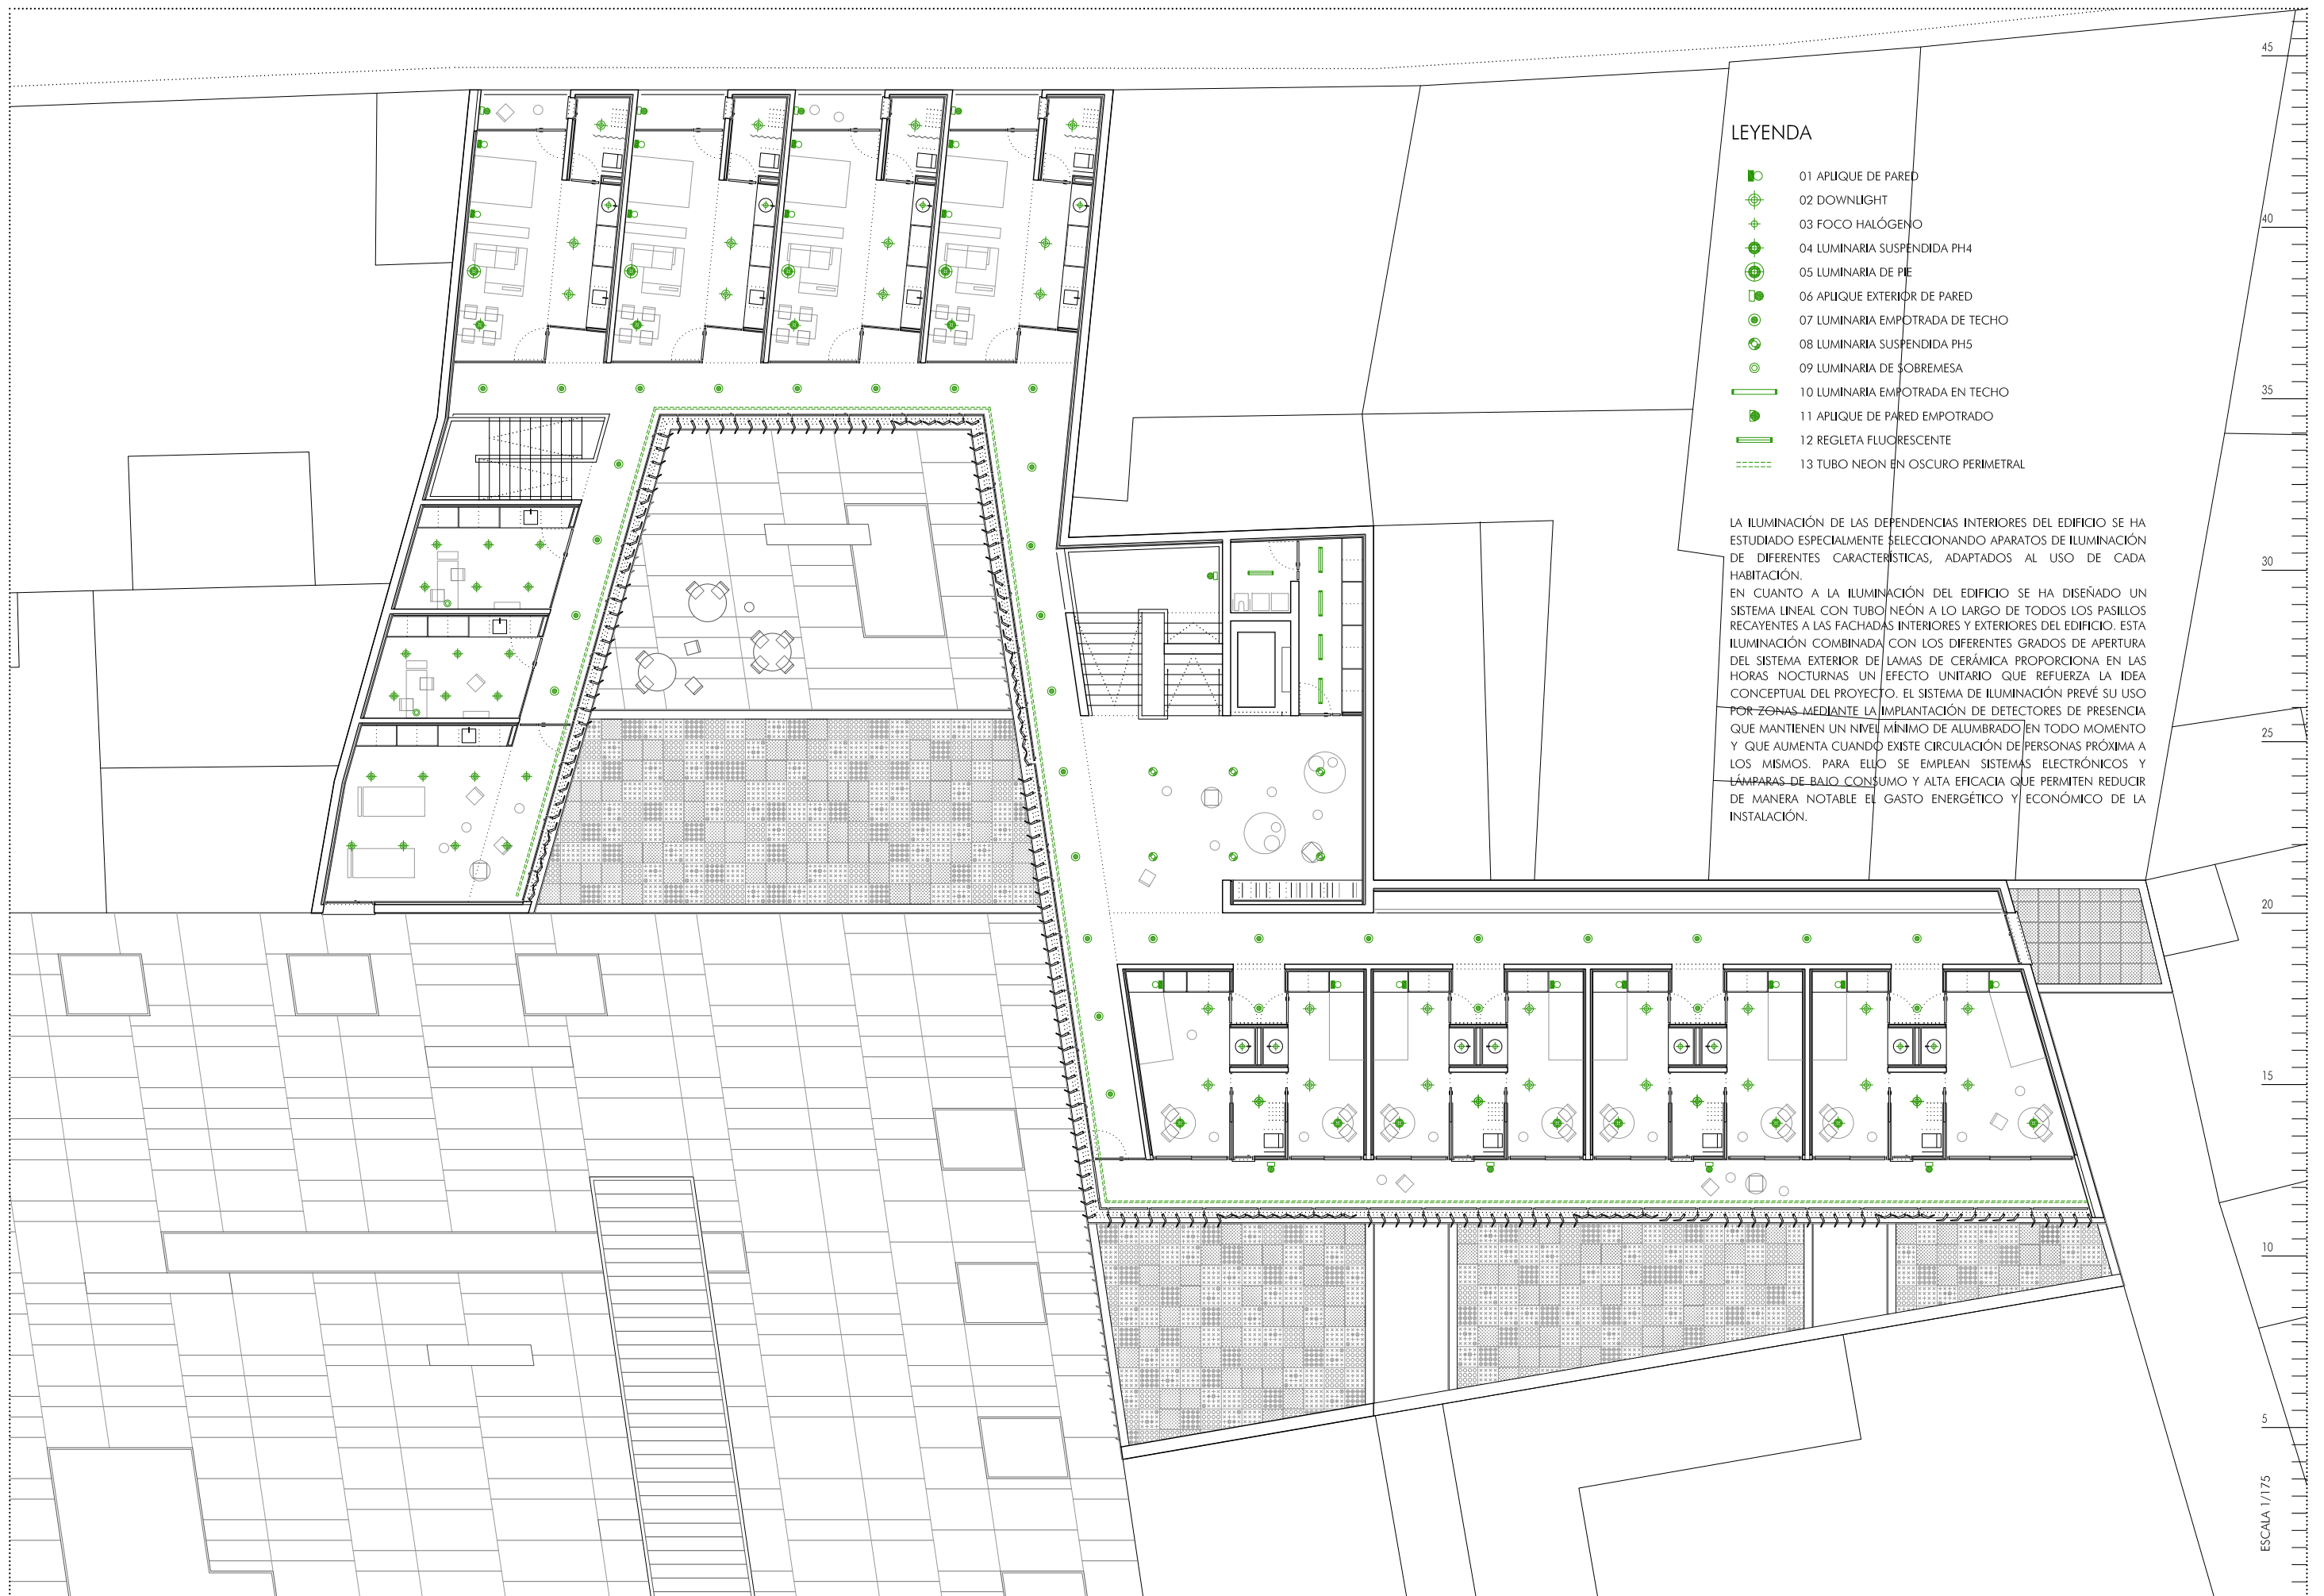 LEYENDA
01 APLIQUE DE PARED
02 DOWNLIGHT
03 FOCO HALÓGENO
04 LUMINARIA SUSPENDIDA PH4
05 LUMINARIA DE PIE
06 APLIQUE EXTERIOR DE PARED
07 LUMINARIA EMPOTRADA DE TECHO
08 LUMINARIA SUSPENDIDA PH5
09 LUMINARIA DE SOBREMESA
10 LUMINARIA EMPOTRADA EN TECHO
11 APLIQUE DE PARED EMPOTRADO
12 REGLETA FLUORESCENTE
13 TUBO NEON EN OSCURO PERIMETRAL
LA ILUMINACIÓN DE LAS DEPENDENCIAS INTERIORES DEL EDIFICIO SE HA
ESTUDIADO ESPECIALMENTE SELECCIONANDO APARATOS DE ILUMINACIÓN
DE DIFERENTES CARACTERÍSTICAS, ADAPTADOS AL USO DE CADA
HABITACIÓN.
EN CUANTO A LA ILUMINACIÓN DEL EDIFICIO SE HA DISEÑADO UN
SISTEMA LINEAL CON TUBO NEÓN A LO LARGO DE TODOS LOS PASILLOS
RECAYENTES A LAS FACHADAS INTERIORES Y EXTERIORES DEL EDIFICIO. ESTA
ILUMINACIÓN COMBINADA CON LOS DIFERENTES GRADOS DE APERTURA
DEL SISTEMA EXTERIOR DE LAMAS DE CERÁMICA PROPORCIONA EN LAS
HORAS NOCTURNAS UN EFECTO UNITARIO QUE REFUERZA LA IDEA
CONCEPTUAL DEL PROYECTO. EL SISTEMA DE ILUMINACIÓN PREVÉ SU USO
POR ZONAS MEDIANTE LA IMPLANTACIÓN DE DETECTORES DE PRESENCIA
QUE MANTIENEN UN NIVEL MÍNIMO DE ALUMBRADO EN TODO MOMENTO
Y QUE AUMENTA CUANDO EXISTE CIRCULACIÓN DE PERSONAS PRÓXIMA A
LOS MISMOS. PARA ELLO SE EMPLEAN SISTEMAS ELECTRÓNICOS Y
LÁMPARAS DE BAJO CONSUMO Y ALTA EFICACIA QUE PERMITEN REDUCIR
DE MANERA NOTABLE EL GASTO ENERGÉTICO Y ECONÓMICO DE LA
INSTALACIÓN.
45
40
35
30
25
20
15
10
5
ESCALA 1/175